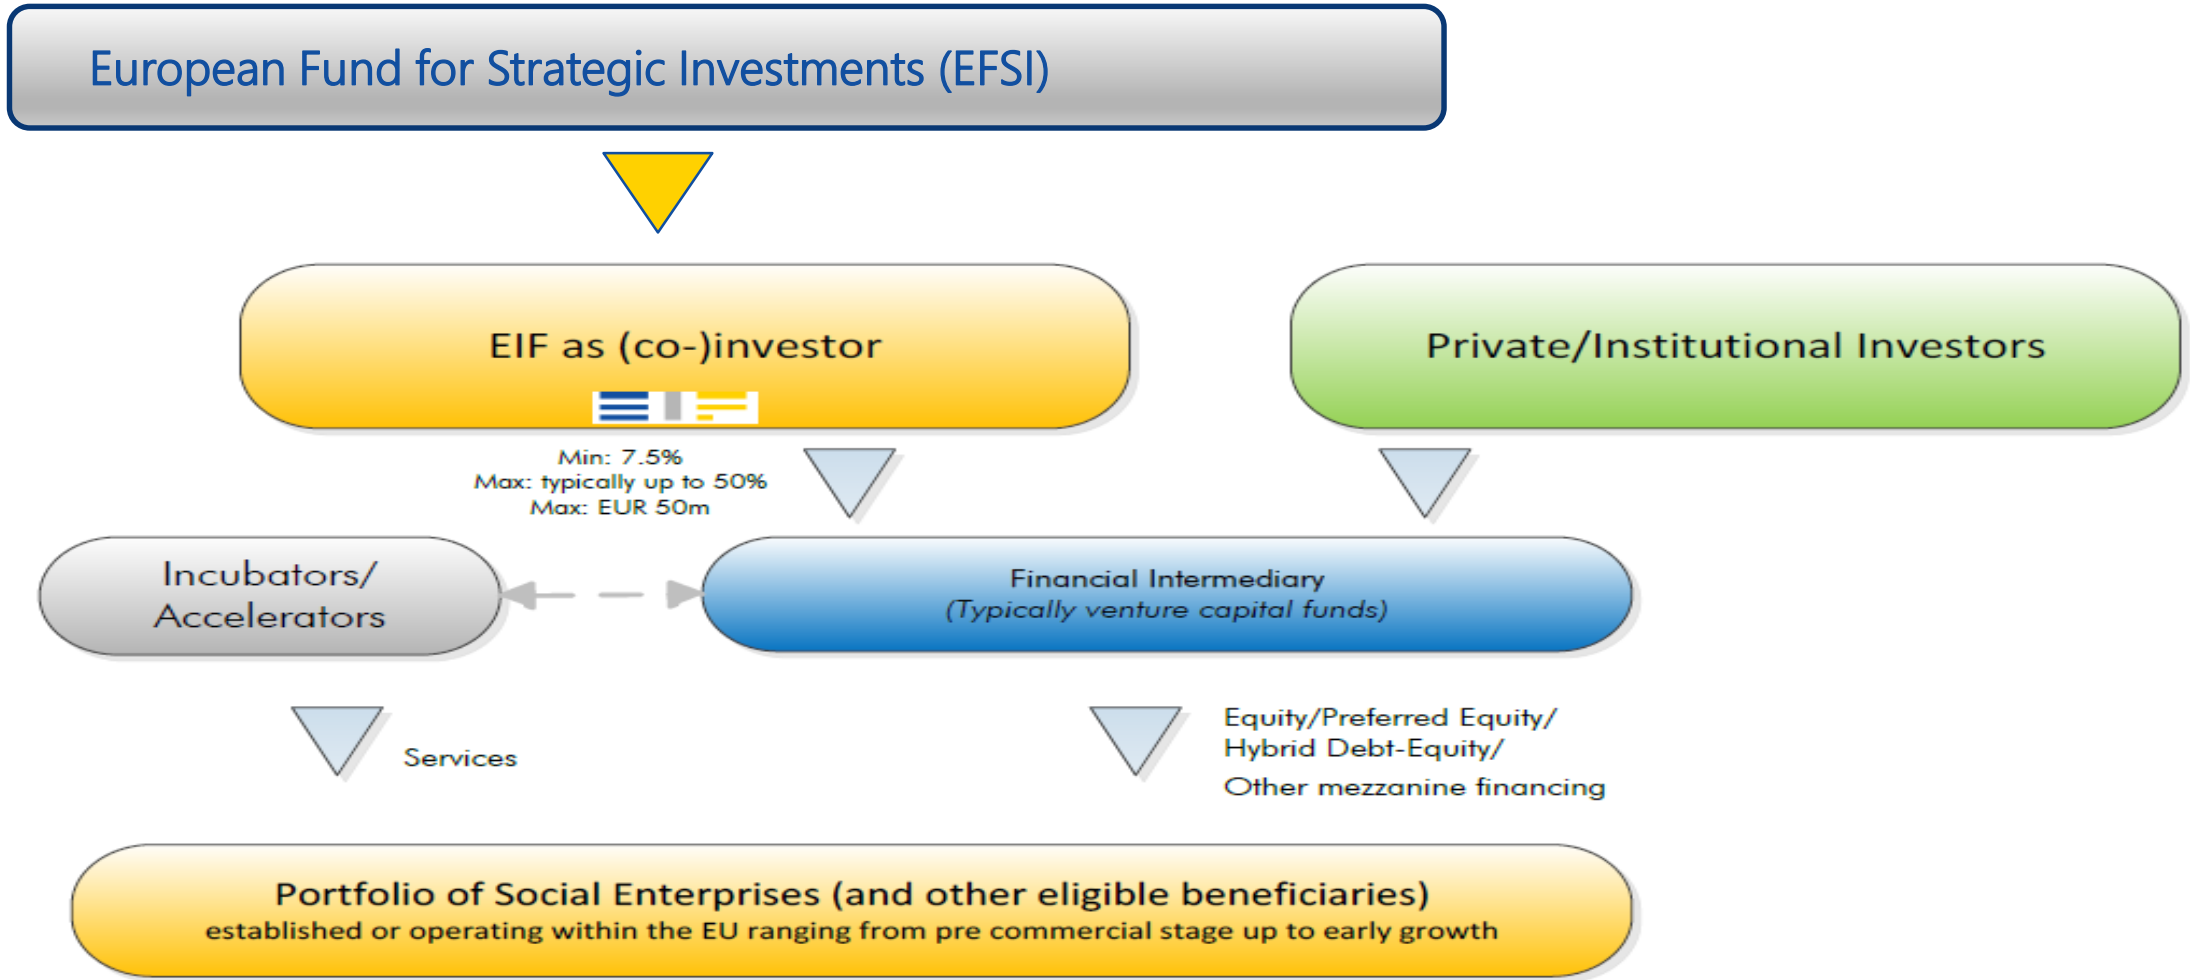 European Fund for Strategic Investments (EFSI)
EIF as (co-)investor
EIF
Private/Institutional Investors
Min: 7.5%
Max: typically up to 50%
Max: EUR 50m
Incubators/
Accelerators
Financial Intermediary
(Typically venture capital funds)
Services
Equity/Preferred Equity/
Hybrid Debt-Equity/
Other mezzanine financing
Portfolio of Social Enterprises (and other eligible beneficiaries)
established or operating within the EU ranging from pre commercial stage up to early growth